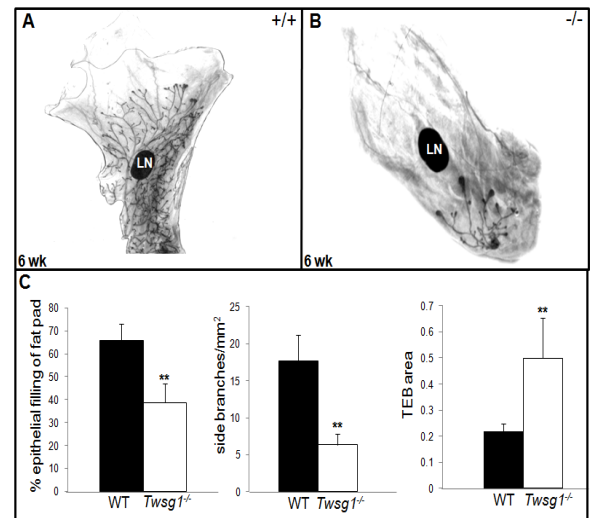 A +/+
LN
6 wk
B -/-
LN
6 wk
C
% epithelial filling of fat pad
80
70
60
50
40
30
20
10
0
**
WT Twsg1-/-
side branches/mm2
25
20
15
10
5
0
**
WT Twsg1-/-
TEB area
0.7
0.6
0.5
0.4
0.3
0.2
0.1
0
**
WT Twsg1-/-